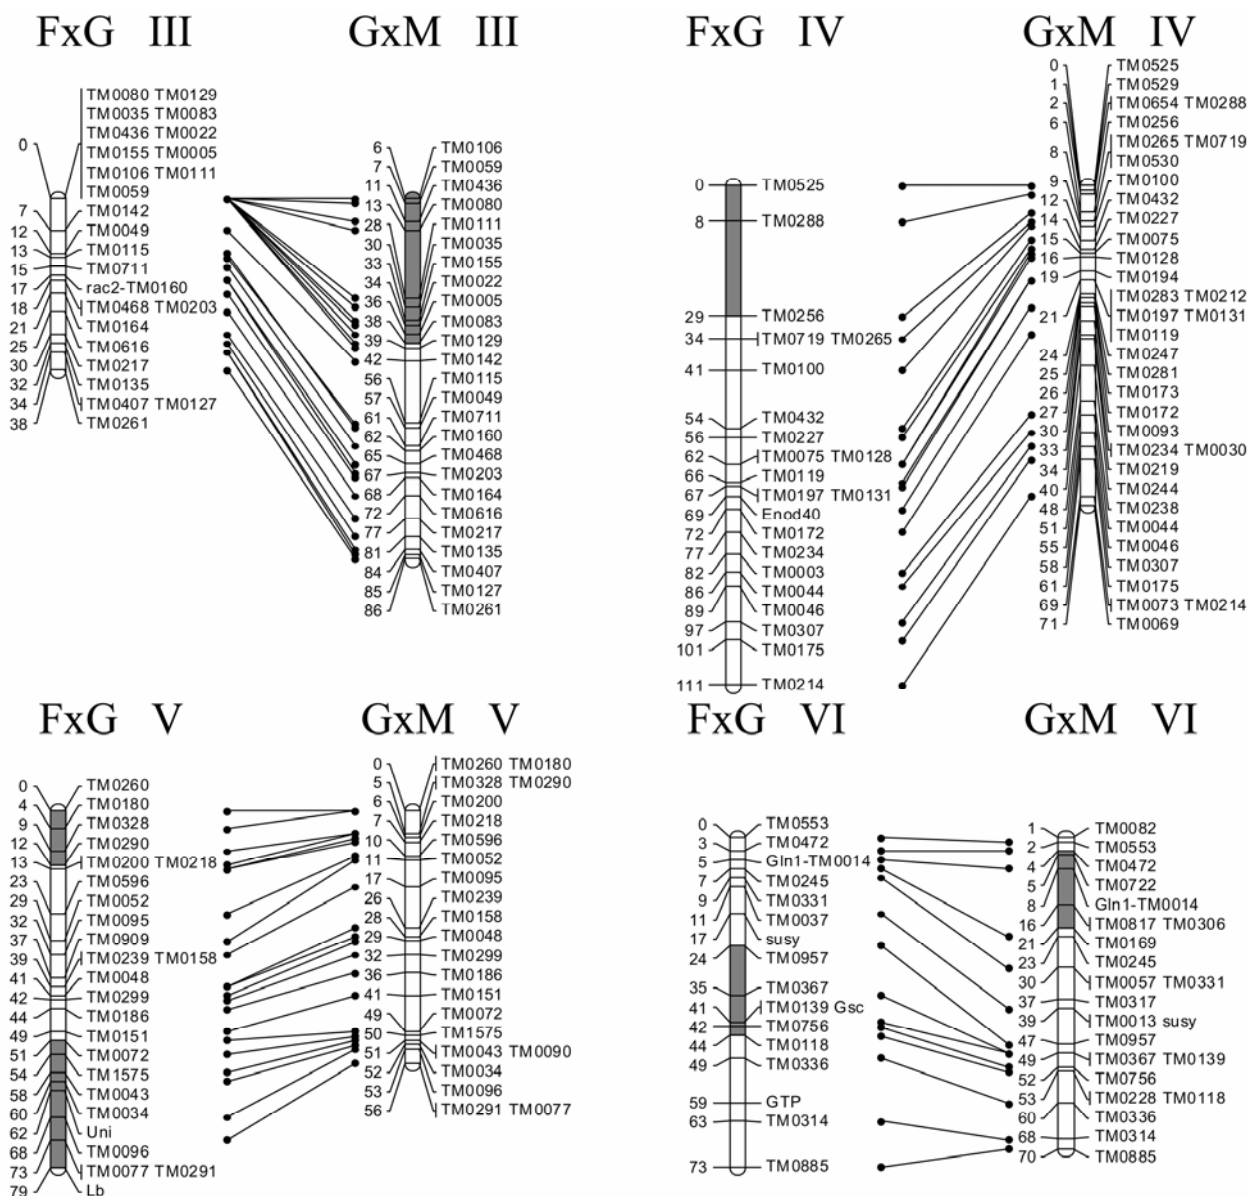 FxG III
0
TM0080 TM0129
TM0035 TM0083
TM0436 TM0022
TM0155 TM0005
TM0106 TM0111
TM0059
7 TM0142
12 TM0049
13 TM0115
15 TM0711
17 rac2-TM0160
18 TM0468 TM0203
21 TM0164
25 TM0616
30 TM0217
32 TM0135
34 TM0407 TM0127
38 TM0261
GxM III
6 TM0106
7 TM0059
11 TM0436
13 TM0080
28 TM0111
30 TM0035
33 TM0155
34 TM0022
36 TM0005
38 TM0083
39 TM0129
42 TM0142
56 TM0115
57 TM0049
61 TM0711
62 TM0160
65 TM0468
67 TM0203
68 TM0164
72 TM0616
77 TM0217
81 TM0135
84 TM0407
85 TM0127
86 TM0261
FxG IV
0 TM0525
8 TM0288
29 TM0256
34 TM0719 TM0265
41 TM0100
54 TM0432
56 TM0227
62 TM0075 TM0128
66 TM0119
67 TM0197 TM0131
69 Enod40
72 TM0172
77 TM0234
82 TM0003
86 TM0044
89 TM0046
97 TM0307
101 TM0175
111 TM0214
GxM IV
0 TM0525
1 TM0529
2 TM0654 TM0288
6 TM0256
8 TM0265 TM0719
TM0530
9 TM0100
12 TM0432
14 TM0227
15 TM0075
16 TM0128
19 TM0194
TM0283 TM0212
21 TM0197 TM0131
TM0119
24 TM0247
25 TM0281
26 TM0173
27 TM0172
30 TM0093
33 TM0234 TM0030
34 TM0219
40 TM0244
48 TM0238
51 TM0044
55 TM0046
58 TM0307
61 TM0175
69 TM0073 TM0214
71 TM0069
FxG V
0 TM0260
4 TM0180
9 TM0328
12 TM0290
13 TM0200 TM0218
23 TM0596
29 TM0052
32 TM0095
37 TM0909
39 TM0239 TM0158
41 TM0048
42 TM0299
44 TM0186
49 TM0151
51 TM0072
54 TM1575
58 TM0043
60 TM0034
62 Uni
68 TM0096
73 TM0077 TM0291
79 Lb
GxM V
0 TM0260 TM0180
5 TM0328 TM0290
6 TM0200
7 TM0218
10 TM0596
11 TM0052
17 TM0095
26 TM0239
28 TM0158
29 TM0048
32 TM0299
36 TM0186
41 TM0151
49 TM0072
50 TM1575
51 TM0043 TM0090
52 TM0034
53 TM0096
56 TM0291 TM0077
FxG VI
0 TM0553
3 TM0472
5 Gln1-TM0014
7 TM0245
9 TM0331
11 TM0037
17 susy
24 TM0957
35 TM0367
41 TM0139 Gsc
42 TM0756
44 TM0118
49 TM0336
59 GTP
63 TM0314
73 TM0885
GxM VI
1 TM0082
2 TM0553
4 TM0472
5 TM0722
8 Gln1-TM0014
16 TM0817 TM0306
21 TM0169
23 TM0245
30 TM0057 TM0331
37 TM0317
39 TM0013 susy
47 TM0957
49 TM0367 TM0139
52 TM0756
53 TM0228 TM0118
60 TM0336
68 TM0314
70 TM0885